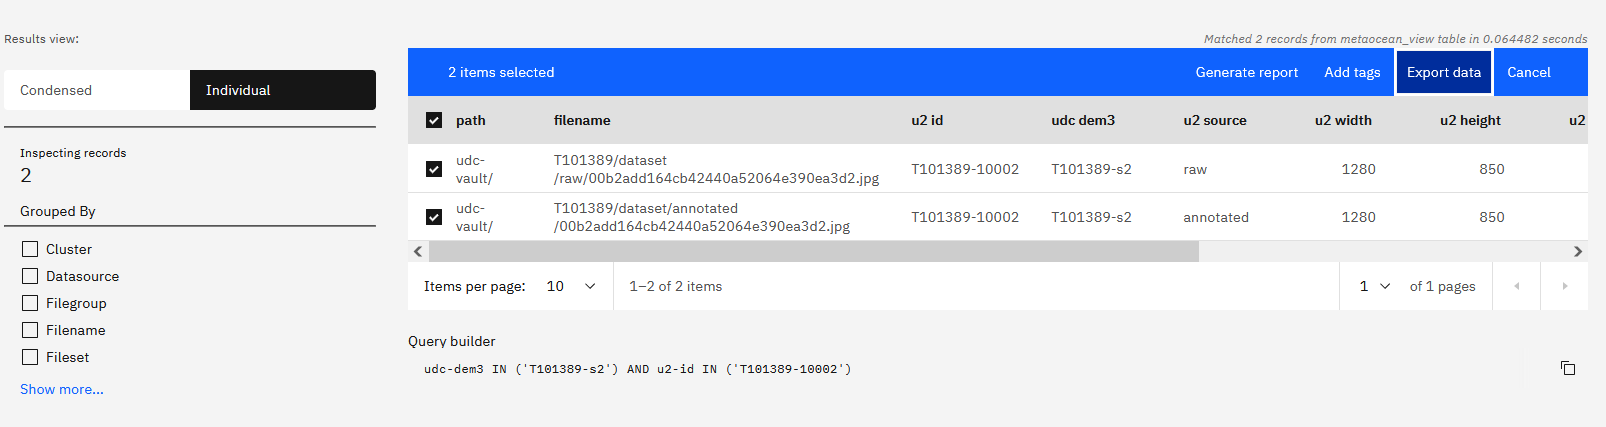 Results view:
Matched 2 records from metaocean_view table in 0.064482 seconds
Condensed
Individual
2 items selected
Generate report
Add tags
Export data
Cancel
path
filename
u2 id
udc dem3
u2 source
u2 width
u2 height
u2
udc-
vault/
T101389/dataset
/raw/00b2add164cb42440a52064e390ea3d2.jpg
T101389-10002
T101389-s2
raw
1280
850
udc-
vault/
T101389/dataset/annotated
/00b2add164cb42440a52064e390ea3d2.jpg
T101389-10002
T101389-s2
annotated
1280
850
Inspecting records
2
Grouped By
Cluster
Datasource
Filegroup
Filename
Fileset
Show more...
Items per page:
10
1–2 of 2 items
1
of 1 pages
Query builder
udc-dem3 IN ('T101389-s2') AND u2-id IN ('T101389-10002')